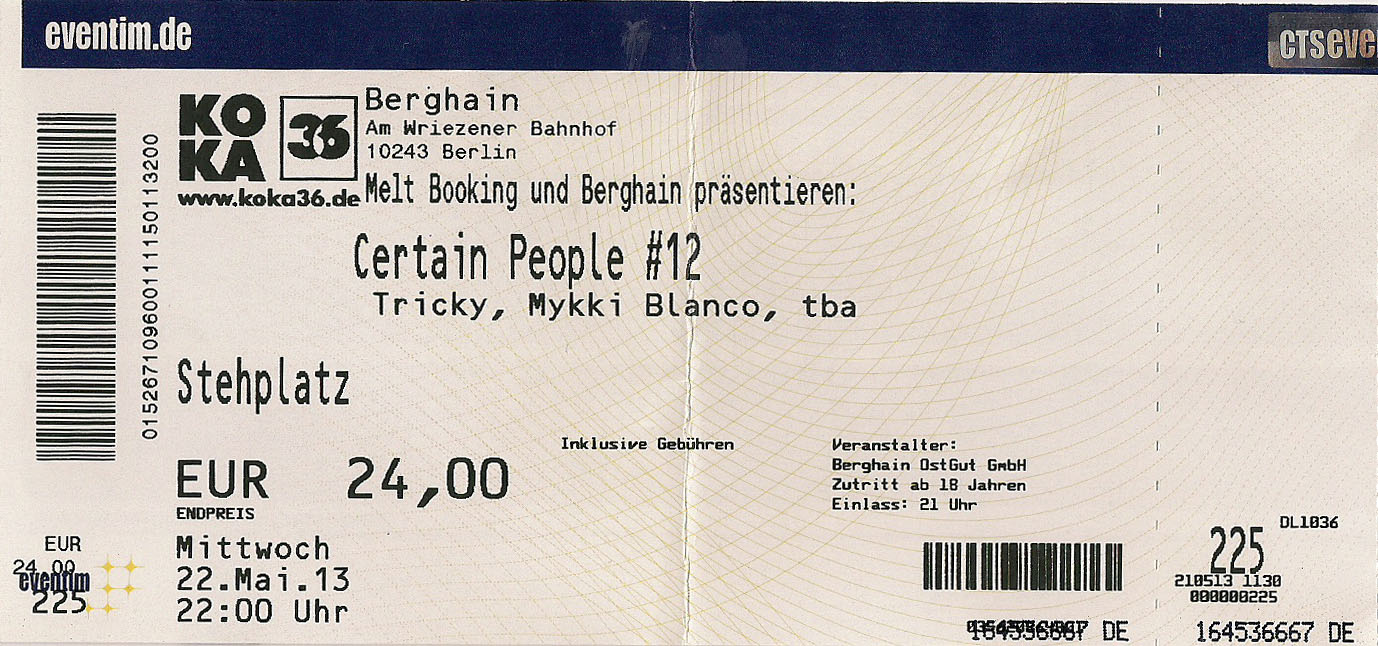 eventim.de
CTSEVE
KOKA 36
www.koka36.de
Berghain
Am Wriezener Bahnhof
10243 Berlin
Melt Booking und Berghain präsentieren:
Certain People #12
Tricky, Mykki Blanco, tba
Stehplatz
Inklusive Gebühren
EUR 24,00
ENDPREIS
Mittwoch
22.Mai.13
22:00 Uhr
Veranstalter:
Berghain OstGut GmbH
Zutritt ab 18 Jahren
Einlass: 21 Uhr
0152671096001111501113200
EUR
24,00
eventim
225
DL1036
225
210513 1130
000000225
164536667 DE
164536667 DE